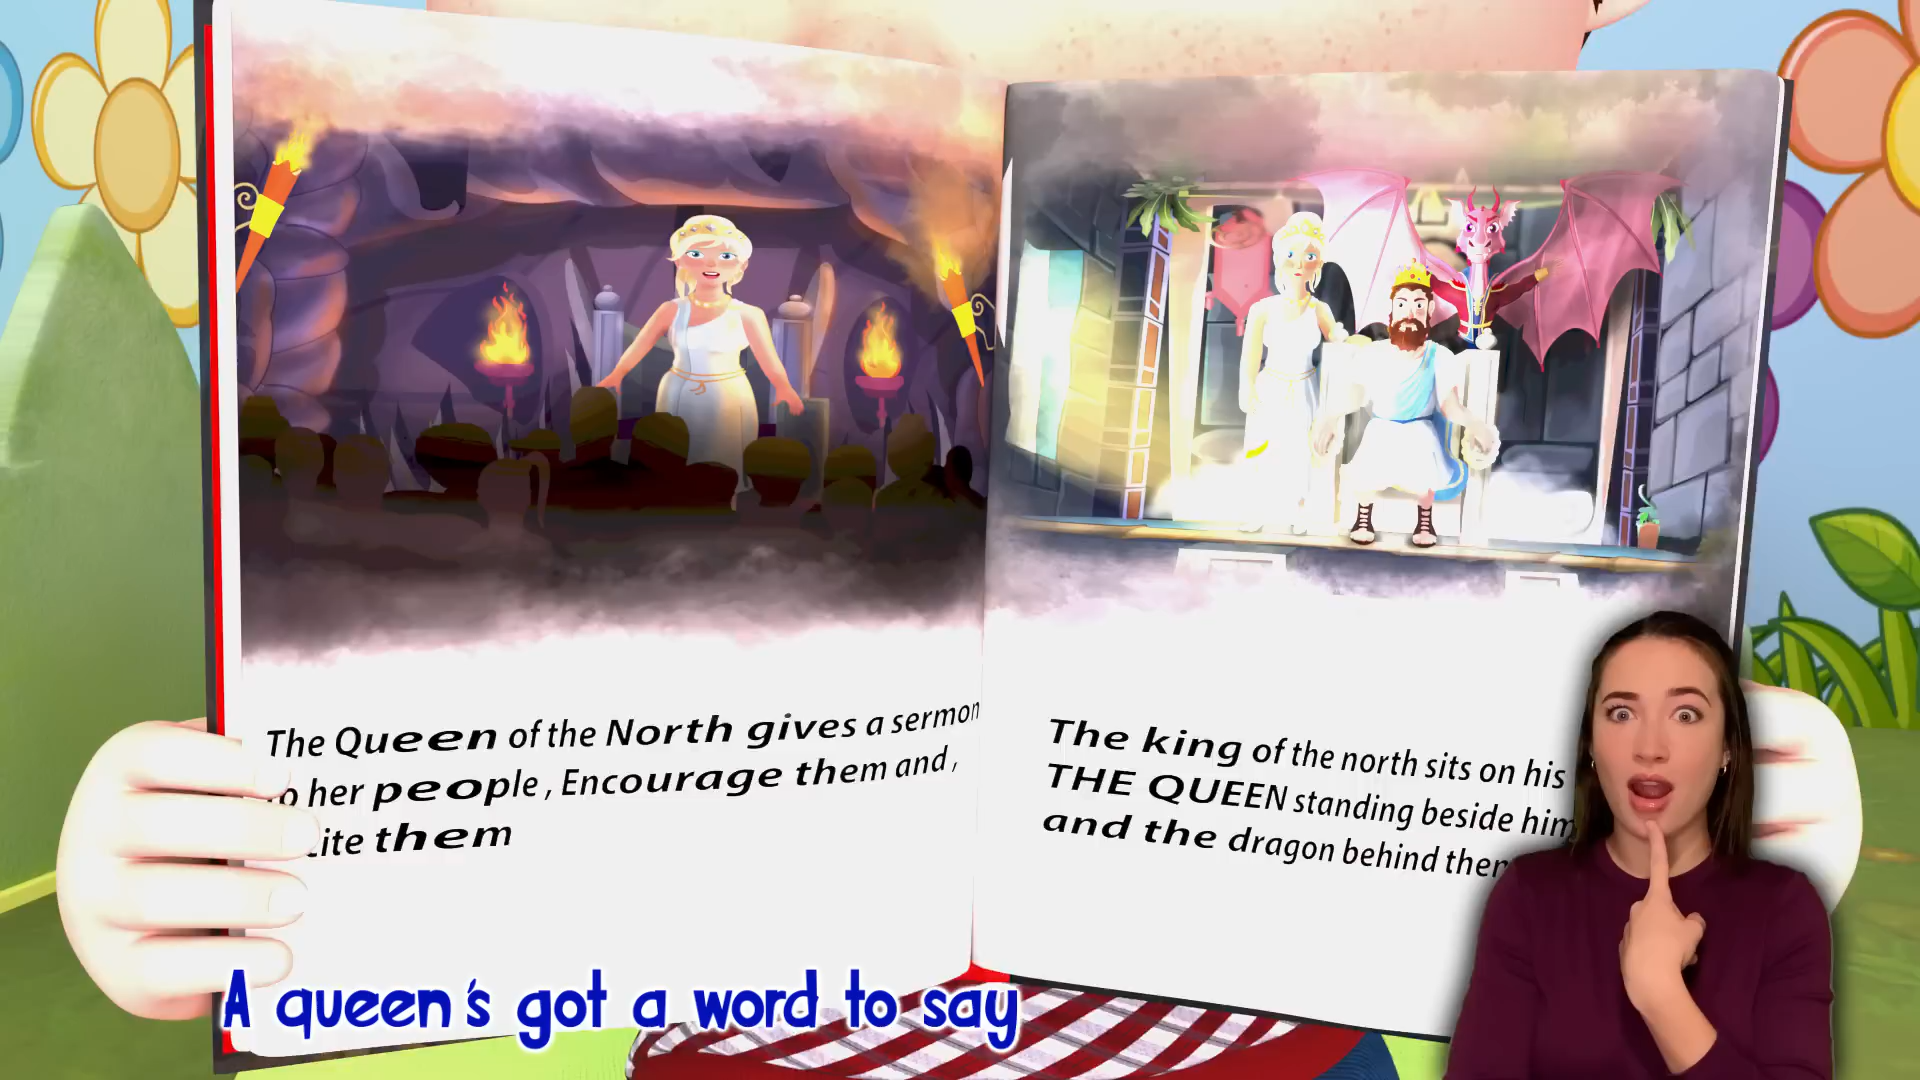 The Queen of the North gives a sermon
her people, Encourage them and,
them
The king of the north sits on his
THE QUEEN standing beside him
and the dragon behind
A queen's got a word to say